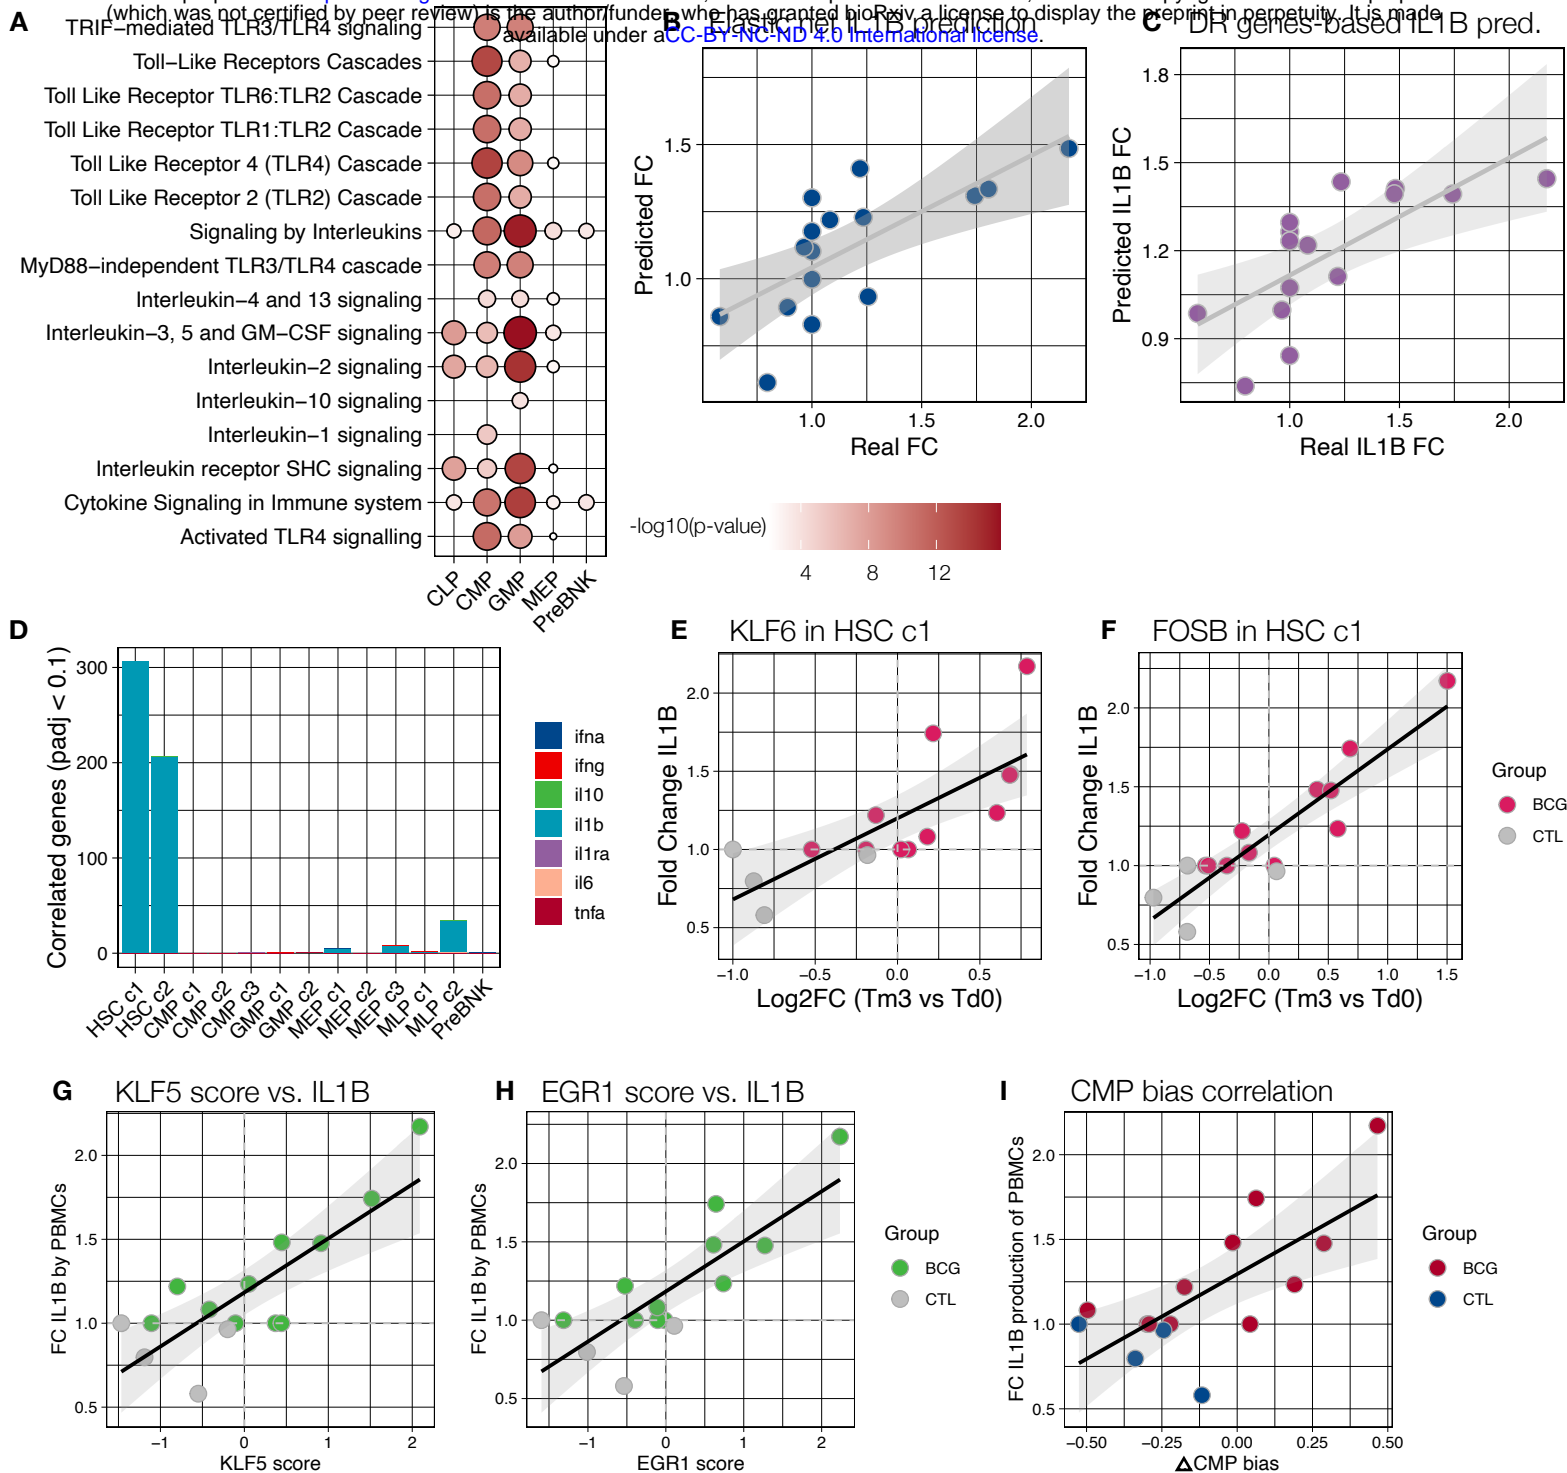 (which was not certified by peer review) is the author/funder, who has granted bioRxiv a license to display the preprint in perpetuity. It is made
available under aCC-BY-NC-ND 4.0 International license.
A
TRIF−mediated TLR3/TLR4 signaling
Toll−Like Receptors Cascades
Toll Like Receptor TLR6:TLR2 Cascade
Toll Like Receptor TLR1:TLR2 Cascade
Toll Like Receptor 4 (TLR4) Cascade
Toll Like Receptor 2 (TLR2) Cascade
Signaling by Interleukins
MyD88−independent TLR3/TLR4 cascade
Interleukin−4 and 13 signaling
Interleukin−3, 5 and GM−CSF signaling
Interleukin−2 signaling
Interleukin−10 signaling
Interleukin−1 signaling
Interleukin receptor SHC signaling
Cytokine Signaling in Immune system
Activated TLR4 signalling
CLP
CMP
GMP
MEP
PreBNK
-log10(p-value)
4 8 12
B Elastic net IL1B prediction
Predicted FC
1.5
1.0
1.0 1.5 2.0
Real FC
C DR genes-based IL1B pred.
Predicted IL1B FC
1.8
1.5
1.2
0.9
1.0 1.5 2.0
Real IL1B FC
D
Correlated genes (padj < 0.1)
300
200
100
0
HSC c1
HSC c2
CMP c1
CMP c2
CMP c3
GMP c1
GMP c2
MEP c1
MEP c2
MEP c3
MLP c1
MLP c2
PreBNK
ifna
ifng
il10
il1b
il1ra
il6
tnfa
E KLF6 in HSC c1
Fold Change IL1B
2.0
1.5
1.0
0.5
−1.0 −0.5 0.0 0.5
Log2FC (Tm3 vs Td0)
F FOSB in HSC c1
Fold Change IL1B
2.0
1.5
1.0
0.5
−1.0 −0.5 0.0 0.5 1.0 1.5
Log2FC (Tm3 vs Td0)
Group
BCG
CTL
G KLF5 score vs. IL1B
FC IL1B by PBMCs
2.0
1.5
1.0
0.5
−1 0 1 2
KLF5 score
H EGR1 score vs. IL1B
FC IL1B by PBMCs
2.0
1.5
1.0
0.5
−1 0 1 2
EGR1 score
Group
BCG
CTL
I CMP bias correlation
FC IL1B production of PBMCs
2.0
1.5
1.0
0.5
−0.50 −0.25 0.00 0.25 0.50
ΔCMP bias
Group
BCG
CTL